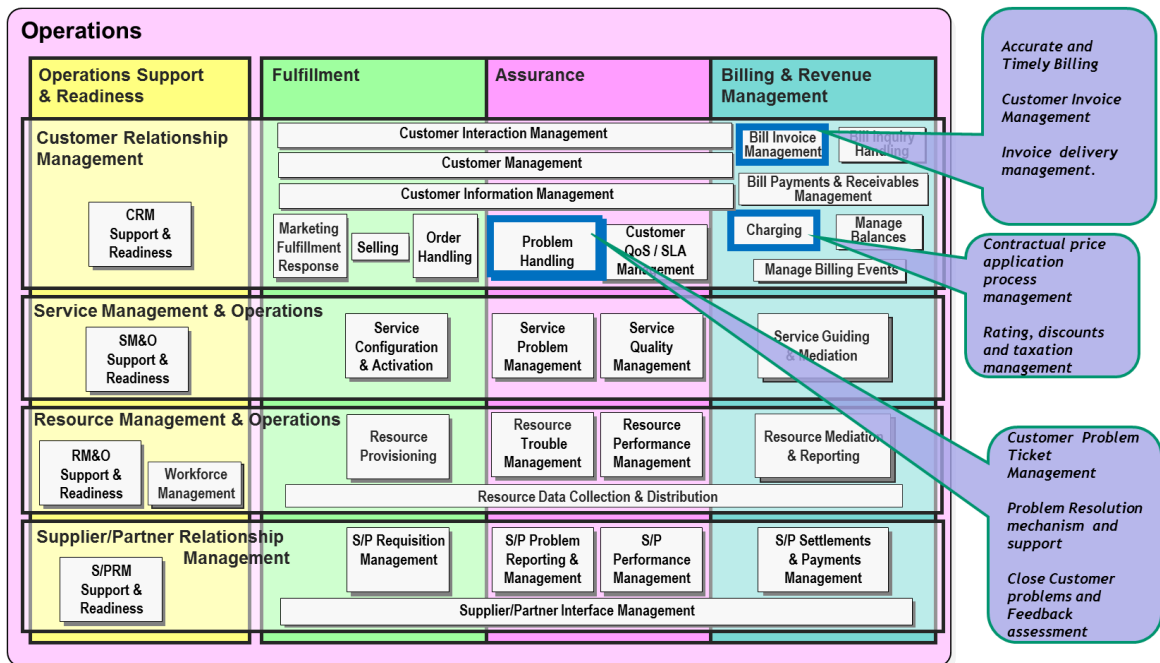 Operations
Operations Support
& Readiness
Fulfillment
Assurance
Billing & Revenue
Management
Customer Relationship
Management
Customer Interaction Management
Customer Management
Customer Information Management
Bill Invoice
Management
Bill Inquiry
Handling
Bill Payments & Receivables
Management
CRM
Support &
Readiness
Marketing
Fulfillment
Response
Selling
Order
Handling
Problem
Handling
Customer
QoS / SLA
Management
Charging
Manage
Balances
Manage Billing Events
Service Management & Operations
SM&O
Support &
Readiness
Service
Configuration
& Activation
Service
Problem
Management
Service
Quality
Management
Service Guiding
& Mediation
Resource Management & Operations
RM&O
Support &
Readiness
Workforce
Management
Resource
Provisioning
Resource
Trouble
Management
Resource
Performance
Management
Resource Mediation
& Reporting
Resource Data Collection & Distribution
Supplier/Partner Relationship
Management
S/PRM
Support &
Readiness
S/P Requisition
Management
S/P Problem
Reporting &
Management
S/P
Performance
Management
S/P Settlements
& Payments
Management
Supplier/Partner Interface Management
Accurate and
Timely Billing
Customer Invoice
Management
Invoice delivery
management.
Contractual price
application
process
management
Rating, discounts
and taxation
management
Customer Problem
Ticket
Management
Problem Resolution
mechanism and
support
Close Customer
problems and
Feedback
assessment